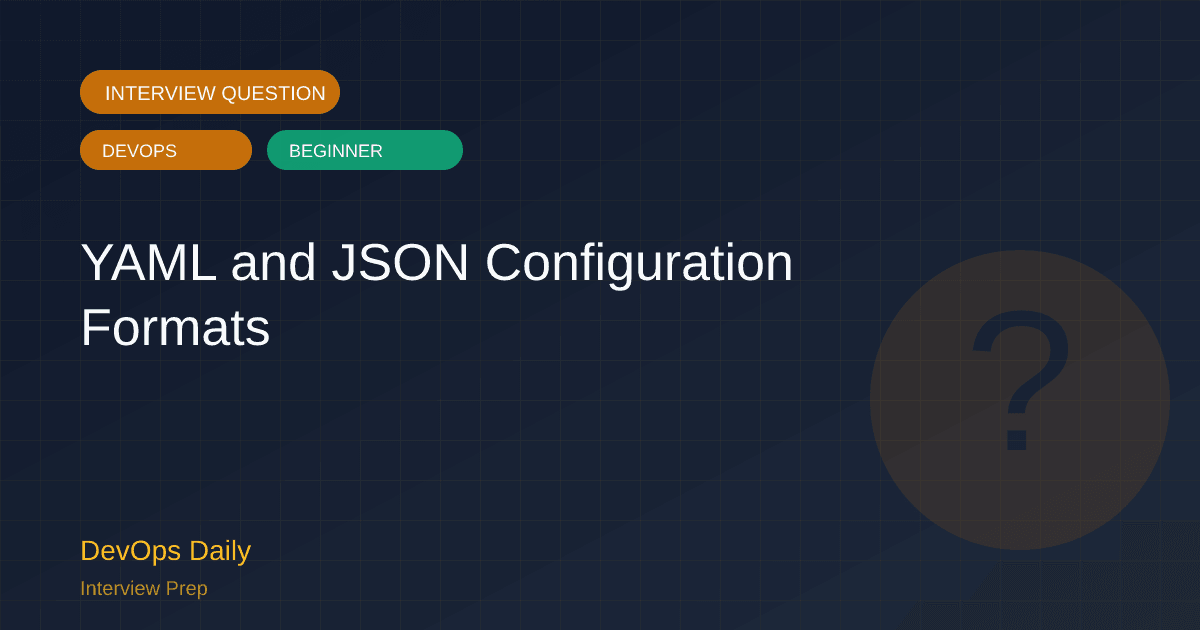 INTERVIEW QUESTION
DEVOPS
BEGINNER
YAML and JSON Configuration
Formats
?
DevOps Daily
Interview Prep